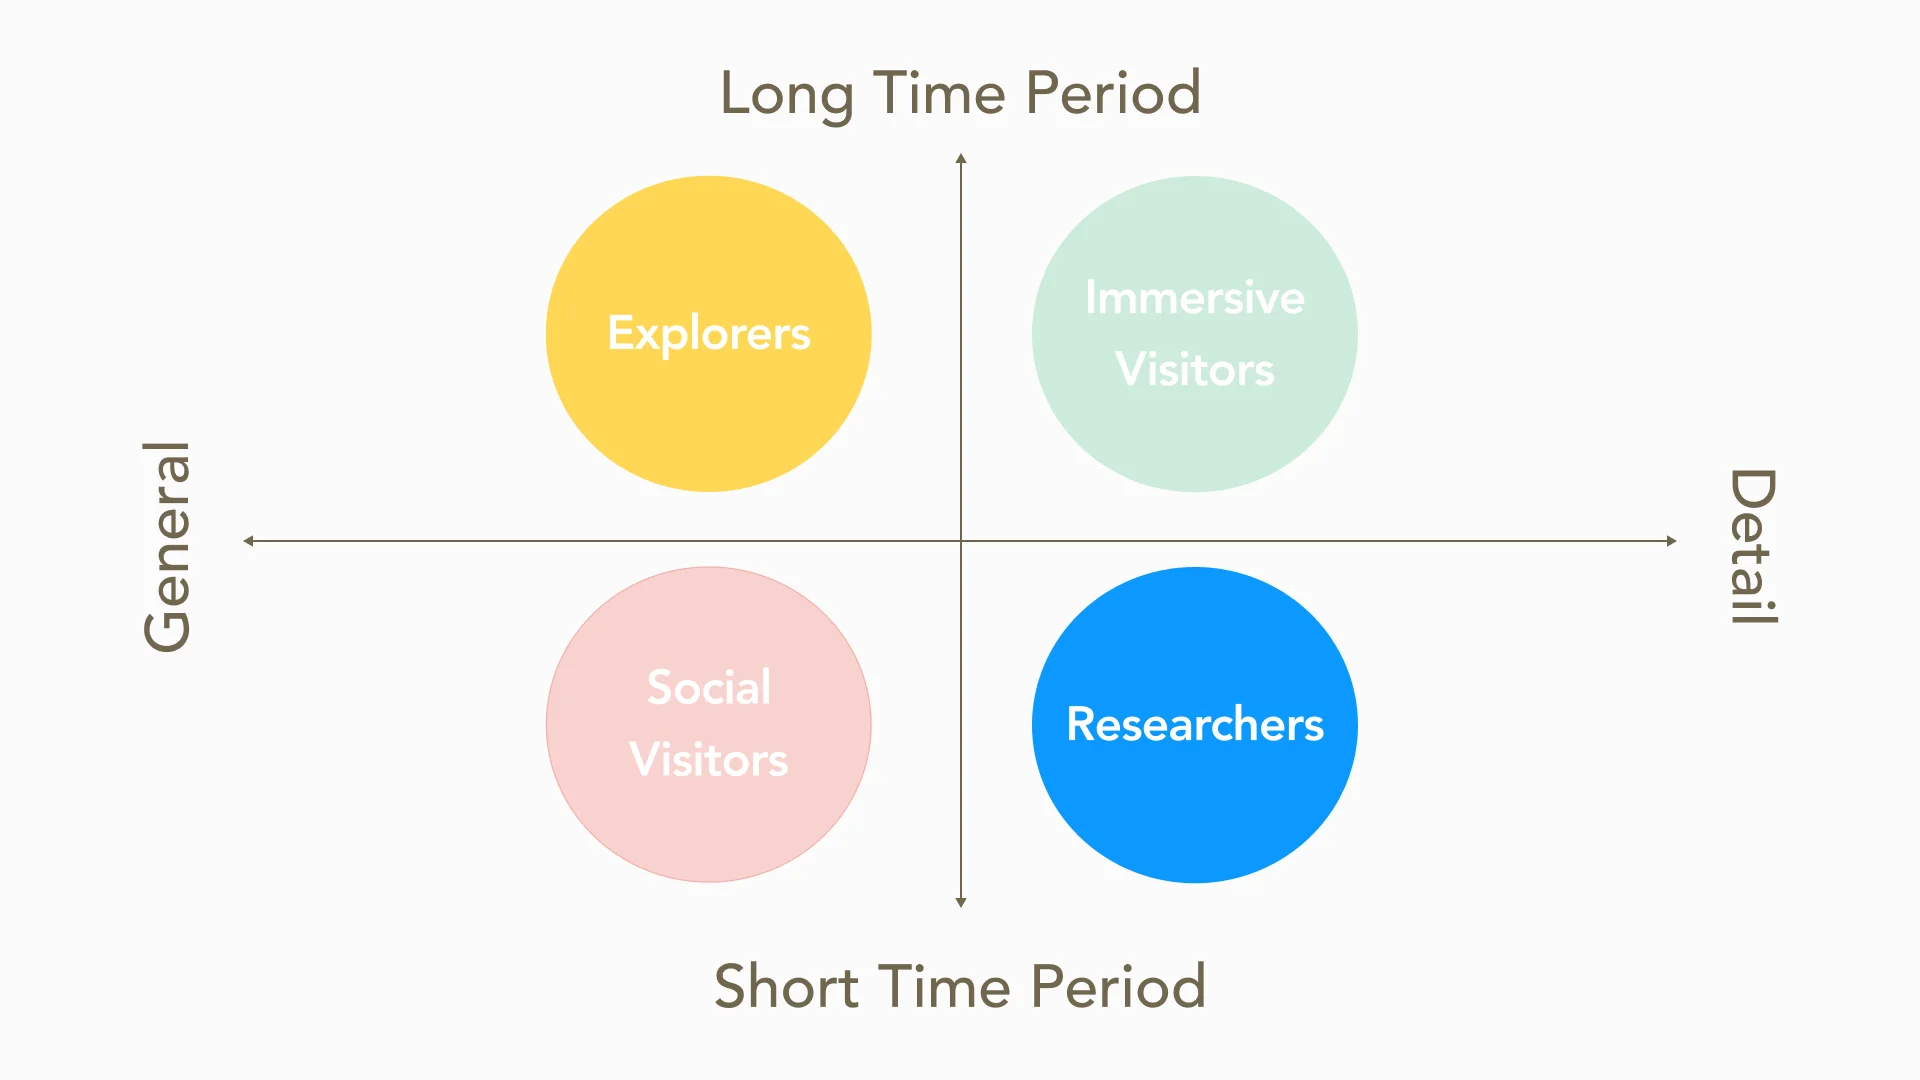 Long Time Period
Explorers
Immersive
Visitors
General
Detail
Social
Visitors
Researchers
Short Time Period